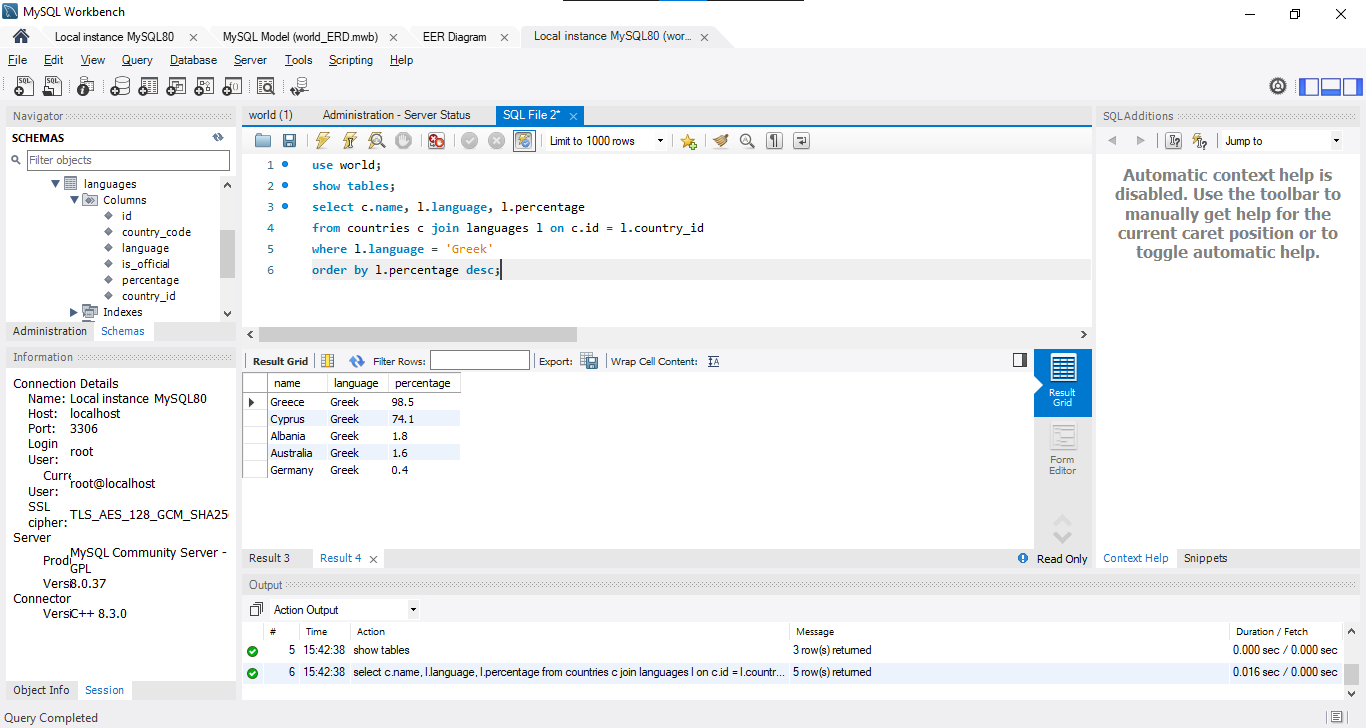 MySQL Workbench
Local instance MySQL80
MySQL Model (world_ERD.mwb)
EER Diagram
Local instance MySQL80 (wor...
File Edit View Query Database Server Tools Scripting Help
Navigator
SCHEMAS
Filter objects
languages
Columns
id
country_code
language
is_official
percentage
country_id
Indexes
Administration Schemas
Information
Connection Details
Name: Local instance MySQL80
Host: localhost
Port: 3306
Login
User: root
Curre
User: root@localhost
SSL
cipher: TLS_AES_128_GCM_SHA256
Server
Prod MySQL Community Server -
GPL
Versi 8.0.37
Connector
Versi C++ 8.3.0
Object Info Session
Query Completed
world (1) Administration - Server Status SQL File 2*
Limit to 1000 rows
1 use world;
2 show tables;
3 select c.name, l.language, l.percentage
4 from countries c join languages l on c.id = l.country_id
5 where l.language = 'Greek'
6 order by l.percentage desc;
Result Grid Filter Rows: Export: Wrap Cell Content:
name language percentage
Greece Greek 98.5
Cyprus Greek 74.1
Albania Greek 1.8
Australia Greek 1.6
Germany Greek 0.4
Result
Grid
Form
Editor
Result 3 Result 4 Read Only
Output
Action Output
# Time Action Message Duration / Fetch
5 15:42:38 show tables 3 row(s) returned 0.000 sec / 0.000 sec
6 15:42:38 select c.name, l.language, l.percentage from countries c join languages l on c.id = l.countr... 5 row(s) returned 0.016 sec / 0.000 sec
SQLAdditions
Jump to
Automatic context help is
disabled. Use the toolbar to
manually get help for the
current caret position or to
toggle automatic help.
Context Help Snippets